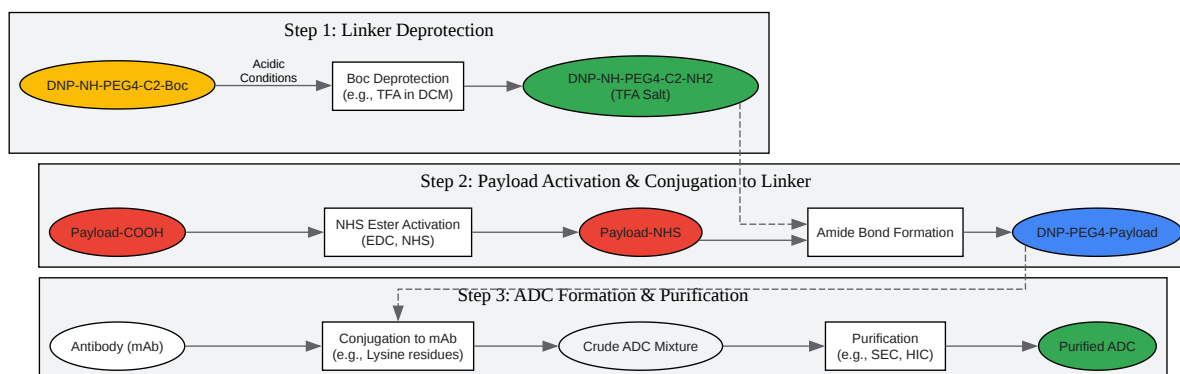 Step 1: Linker Deprotection
DNP-NH-PEG4-C2-Boc
Acidic
Conditions
Boc Deprotection
(e.g., TFA in DCM)
DNP-NH-PEG4-C2-NH2
(TFA Salt)
Step 2: Payload Activation & Conjugation to Linker
Payload-COOH
NHS Ester Activation
(EDC, NHS)
Payload-NHS
Amide Bond Formation
DNP-PEG4-Payload
Step 3: ADC Formation & Purification
Antibody (mAb)
Conjugation to mAb
(e.g., Lysine residues)
Crude ADC Mixture
Purification
(e.g., SEC, HIC)
Purified ADC